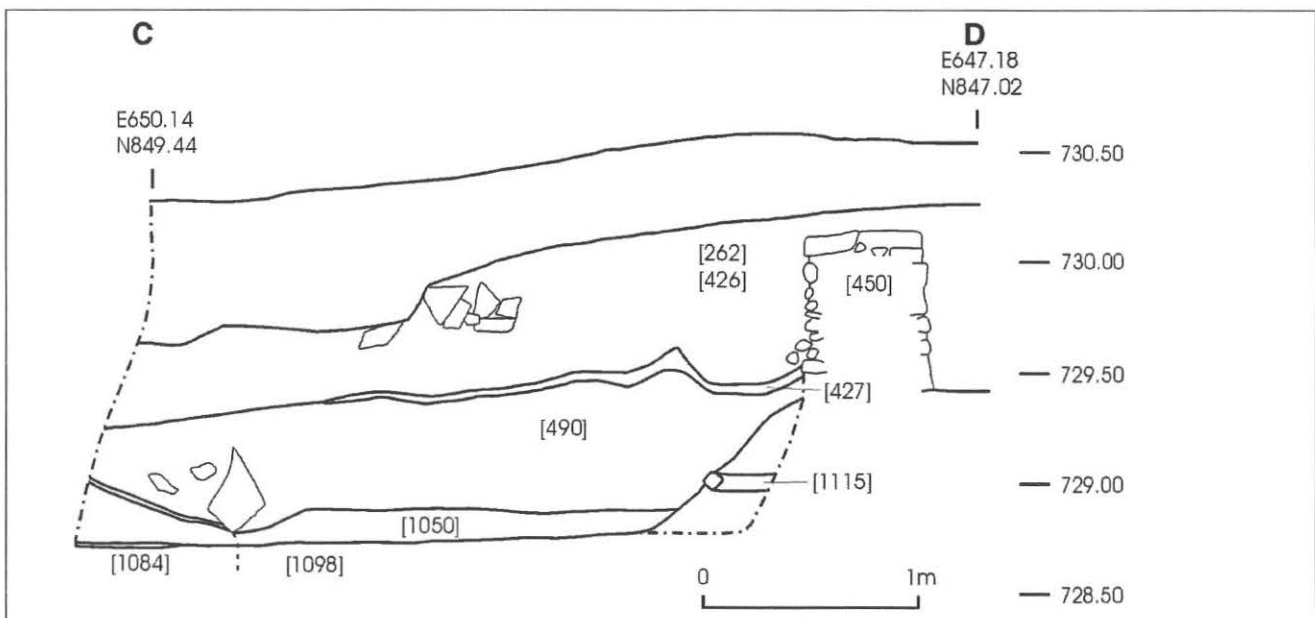 C
D
E650.14
N849.44
E647.18
N847.02
730.50
730.00
729.50
729.00
728.50
[262]
[426]
[450]
[427]
[490]
[1115]
[1050]
[1084]
[1098]
0 1m